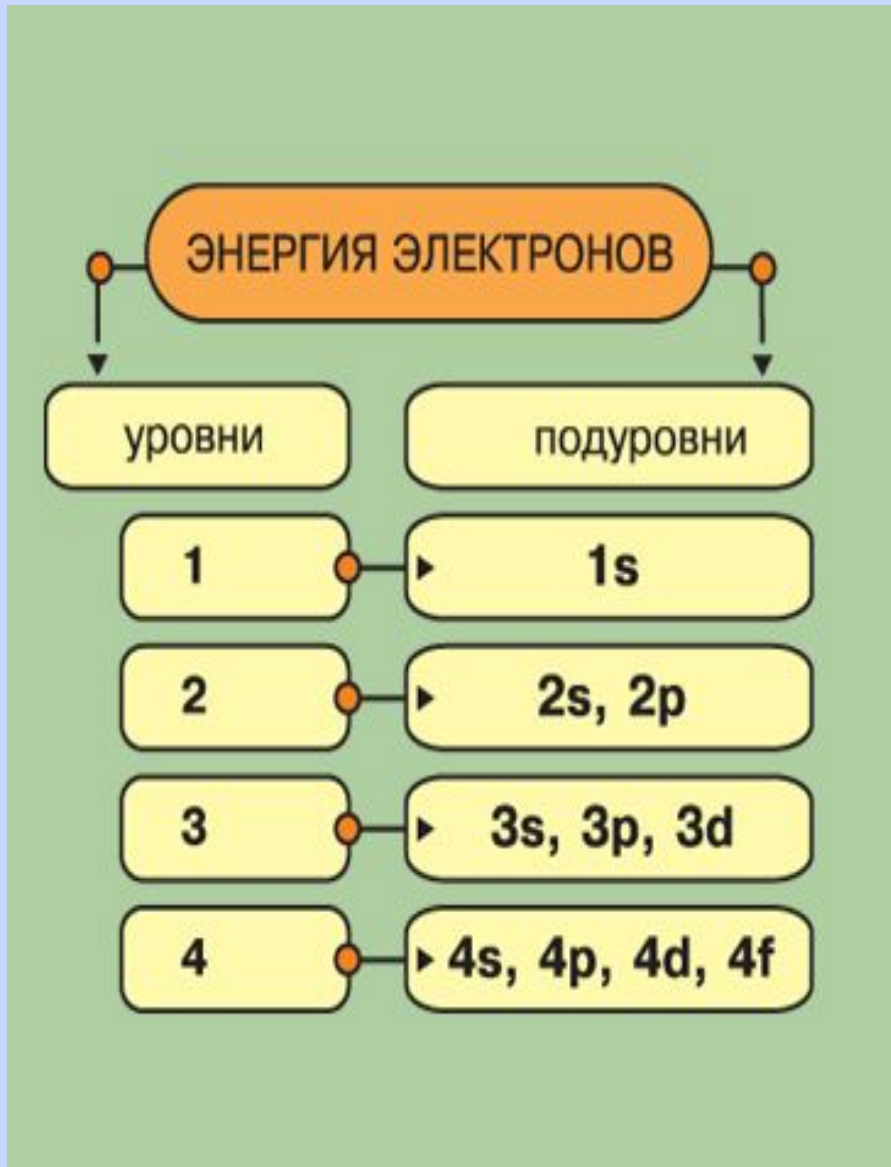 ЭНЕРГИЯ ЭЛЕКТРОНОВ
уровни подуровни
1 1s
2 2s, 2p
3 3s, 3p, 3d
4 4s, 4p, 4d, 4f